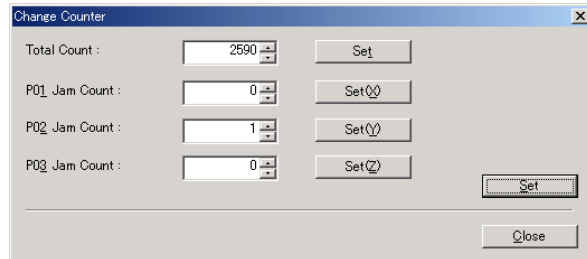 Change Counter
Total Count : 2590 Set
P01 Jam Count : 0 Set(X)
P02 Jam Count : 1 Set(Y)
P03 Jam Count : 0 Set(Z)
Set
Close